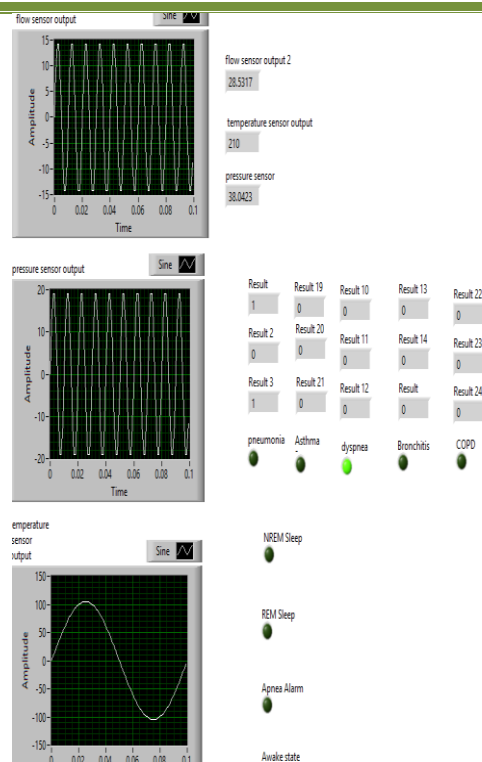 flow sensor output
Sine
15-
10-
5-
0-
-5-
-10-
-15-
Amplitude
0 0.02 0.04 0.06 0.08 0.1
Time
flow sensor output 2
28.5317
temperature sensor output
210
pressure sensor
38.0423
pressure sensor output
Sine
20-
10-
0-
-10-
-20-
Amplitude
0 0.02 0.04 0.06 0.08 0.1
Time
Result Result 19 Result 10 Result 13 Result 22
1 0 0 0 0
Result 2 Result 20 Result 11 Result 14 Result 23
0 0 0 0 0
Result 3 Result 21 Result 12 Result Result 24
1 0 0 0 0
pneumonia Asthma dyspnea Bronchitis COPD
emperature
sensor
output
Sine
150-
100-
50-
0-
-50-
-100-
-150-
Amplitude
0 0.02 0.04 0.06 0.08 0.1
NREM Sleep
REM Sleep
Apnea Alarm
Awake state